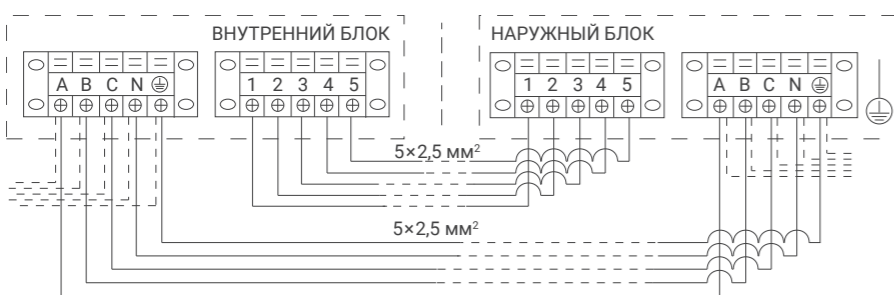 ВНУТРЕННИЙ БЛОК
НАРУЖНЫЙ БЛОК
A B C N
1 2 3 4 5
1 2 3 4 5
A B C N
5×2,5 мм²
5×2,5 мм²